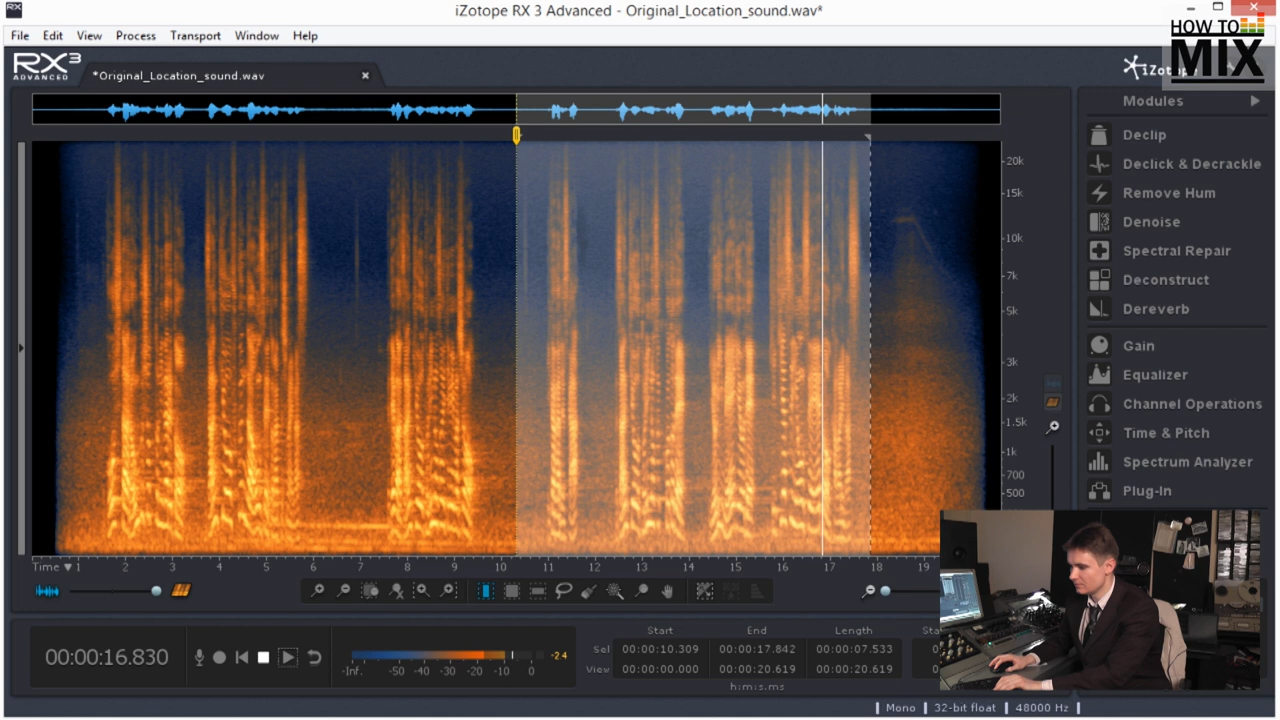 iZotope RX 3 Advanced - Original_Location_sound.wav*
HOW TO
MIX
File Edit View Process Transport Window Help
RX 3
ADVANCED
*Original_Location_sound.wav
Modules
Declip
Declick & Decrackle
Remove Hum
Denoise
Spectral Repair
Deconstruct
Dereverb
Gain
Equalizer
Channel Operations
Time & Pitch
Spectrum Analyzer
Plug-In
20k
15k
10k
7k
5k
3k
2k
1.5k
1k
700
500
Time 1 2 3 4 5 6 7 8 9 10 11 12 13 14 15 16 17 18 19
00:00:16.830
-Inf. -50 -40 -30 -20 -10 0
-2.4
Start End Length
Sel 00:00:10.309 00:00:17.842 00:00:07.533
View 00:00:00.000 00:00:20.619 00:00:20.619
h:m:s.ms
Mono 32-bit float 48000 Hz